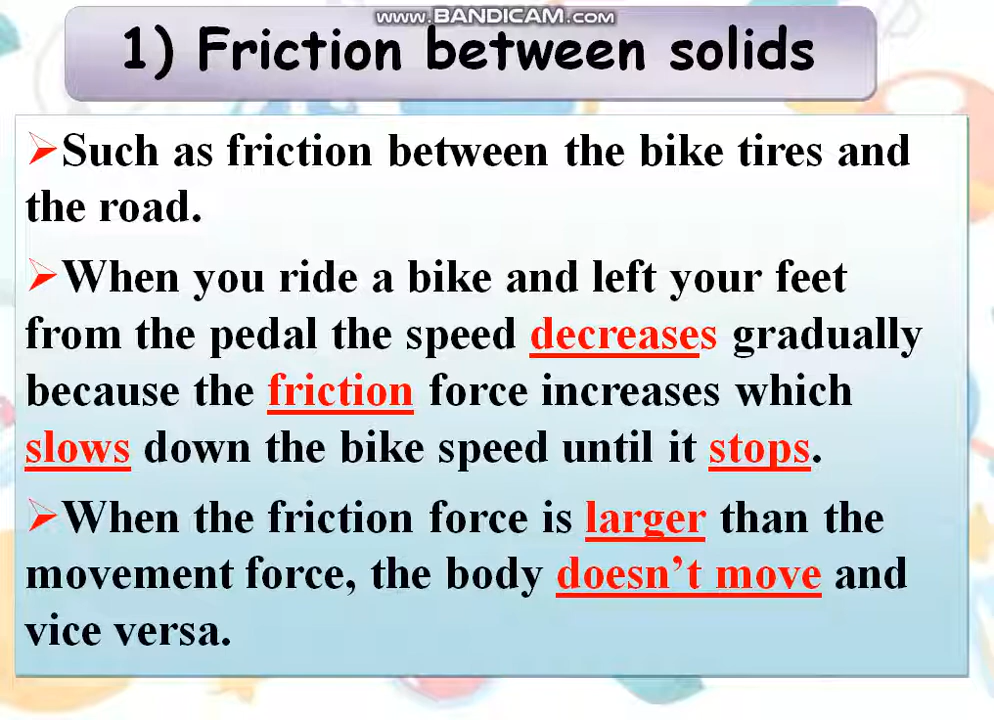 www.BANDICAM.com
1) Friction between solids
➢Such as friction between the bike tires and
the road.
➢When you ride a bike and left your feet
from the pedal the speed decreases gradually
because the friction force increases which
slows down the bike speed until it stops.
➢When the friction force is larger than the
movement force, the body doesn’t move and
vice versa.